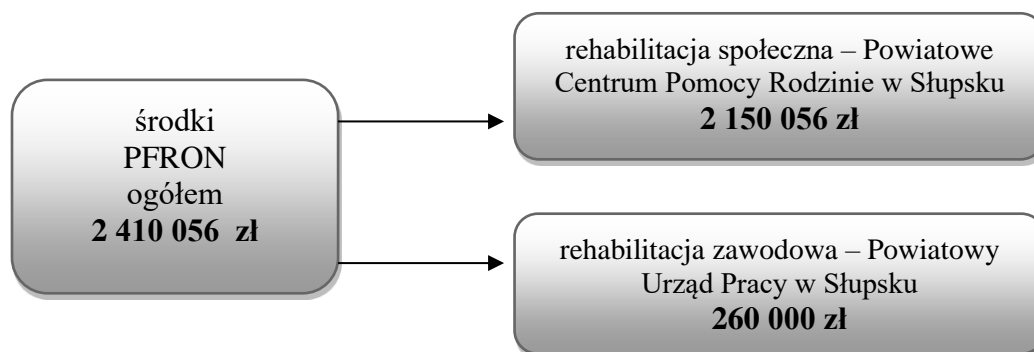 środki
PFRON
ogółem
2 410 056 zł
rehabilitacja społeczna – Powiatowe
Centrum Pomocy Rodzinie w Słupsku
2 150 056 zł
rehabilitacja zawodowa – Powiatowy
Urząd Pracy w Słupsku
260 000 zł